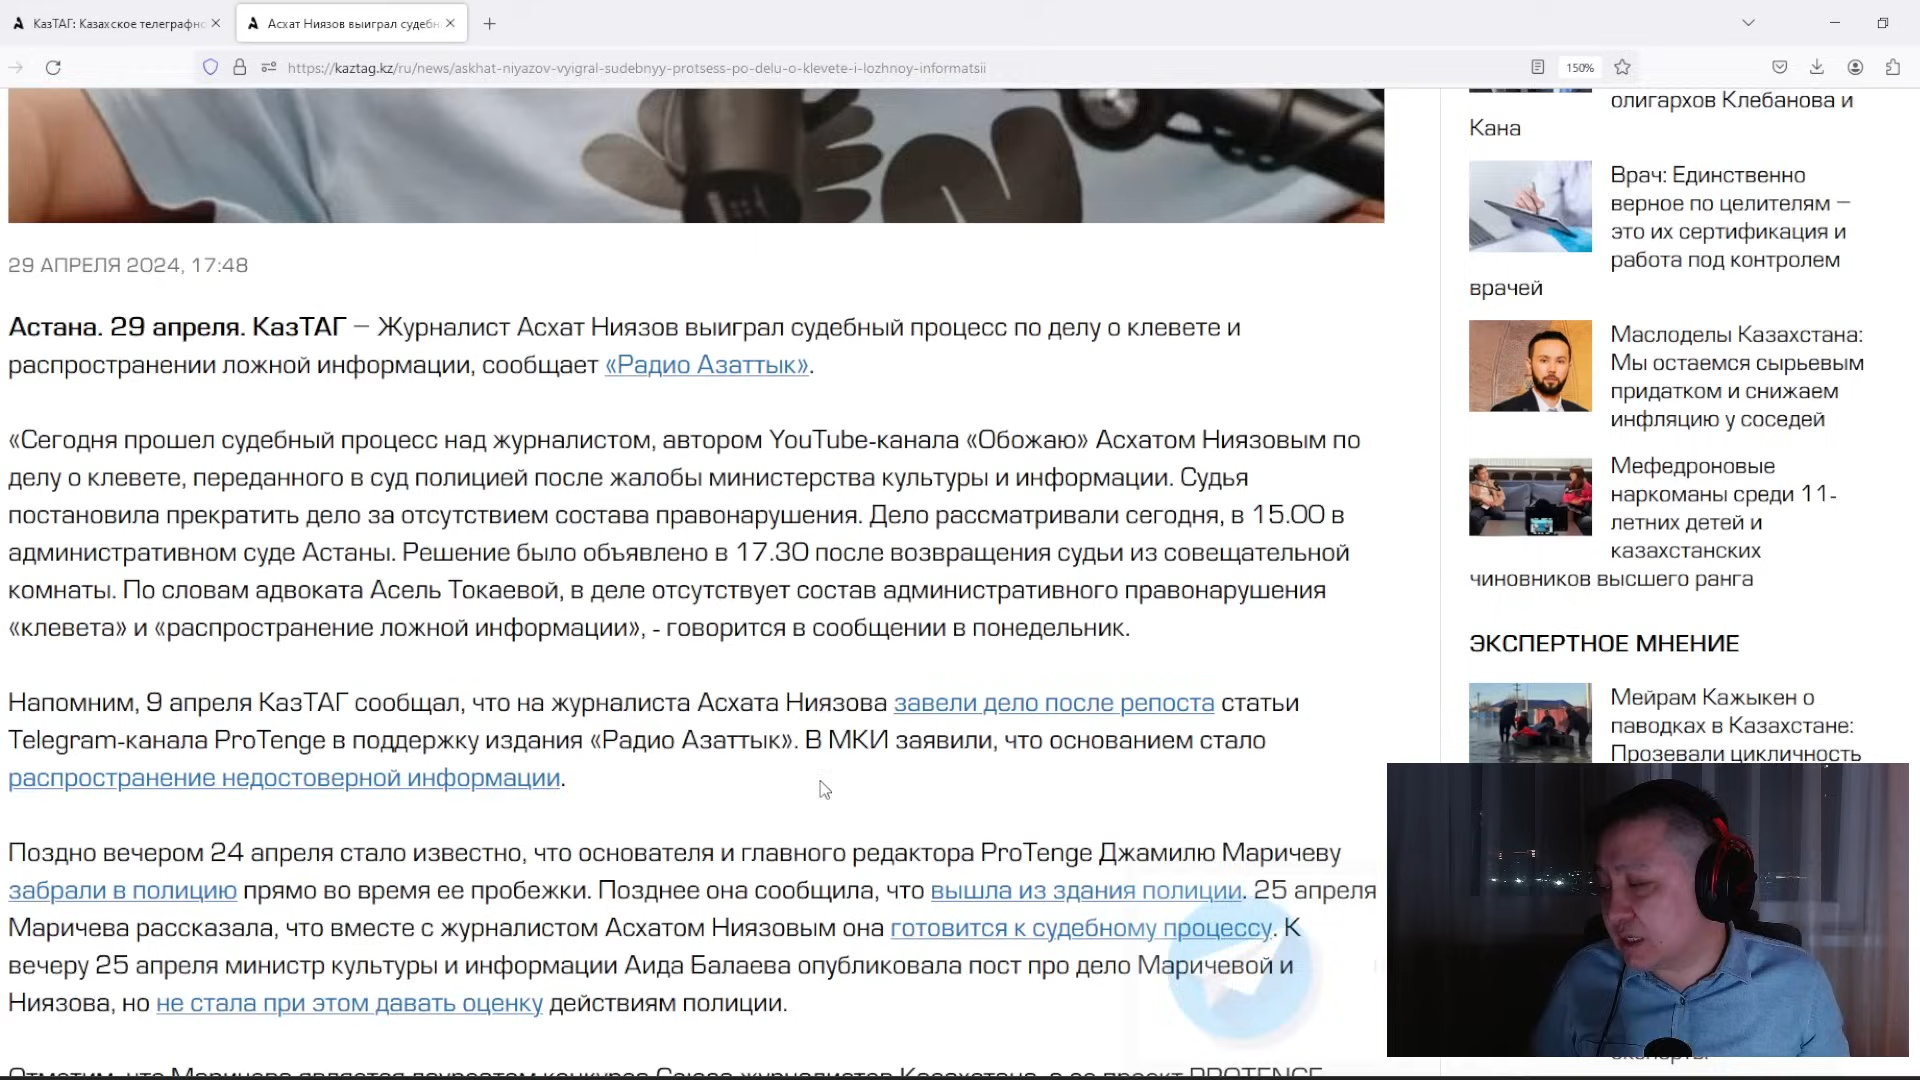 КазТАГ: Казахское телеграфно
Асхат Ниязов выиграл судебн
https://kaztag.kz/ru/news/askhat-niyazov-vyigral-sudebnyy-protsess-po-delu-o-klevete-i-lozhnoy-informatsii
150%
29 АПРЕЛЯ 2024, 17:48
Астана. 29 апреля. КазТАГ – Журналист Асхат Ниязов выиграл судебный процесс по делу о клевете и
распространении ложной информации, сообщает «Радио Азаттык».
«Сегодня прошел судебный процесс над журналистом, автором YouTube-канала «Обожаю» Асхатом Ниязовым по
делу о клевете, переданного в суд полицией после жалобы министерства культуры и информации. Судья
постановила прекратить дело за отсутствием состава правонарушения. Дело рассматривали сегодня, в 15.00 в
административном суде Астаны. Решение было объявлено в 17.30 после возвращения судьи из совещательной
комнаты. По словам адвоката Асель Токаевой, в деле отсутствует состав административного правонарушения
«клевета» и «распространение ложной информации», - говорится в сообщении в понедельник.
Напомним, 9 апреля КазТАГ сообщал, что на журналиста Асхата Ниязова завели дело после репоста статьи
Telegram-канала ProTenge в поддержку издания «Радио Азаттык». В МКИ заявили, что основанием стало
распространение недостоверной информации.
Поздно вечером 24 апреля стало известно, что основателя и главного редактора ProTenge Джамилю Маричеву
забрали в полицию прямо во время ее пробежки. Позднее она сообщила, что вышла из здания полиции. 25 апреля
Маричева рассказала, что вместе с журналистом Асхатом Ниязовым она готовится к судебному процессу. К
вечеру 25 апреля министр культуры и информации Аида Балаева опубликовала пост про дело Маричевой и
Ниязова, но не стала при этом давать оценку действиям полиции.
Отметим, что Маричева является лауреатом конкурса Союза журналистов Казахстана, а ее проект PROTENGE
олигархов Клебанова и
Кана
Врач: Единственно
верное по целителям –
это их сертификация и
работа под контролем
врачей
Маслоделы Казахстана:
Мы остаемся сырьевым
придатком и снижаем
инфляцию у соседей
Мефедроновые
наркоманы среди 11-
летних детей и
казахстанских
чиновников высшего ранга
ЭКСПЕРТНОЕ МНЕНИЕ
Мейрам Кажыкен о
паводках в Казахстане:
Прозевали цикличность